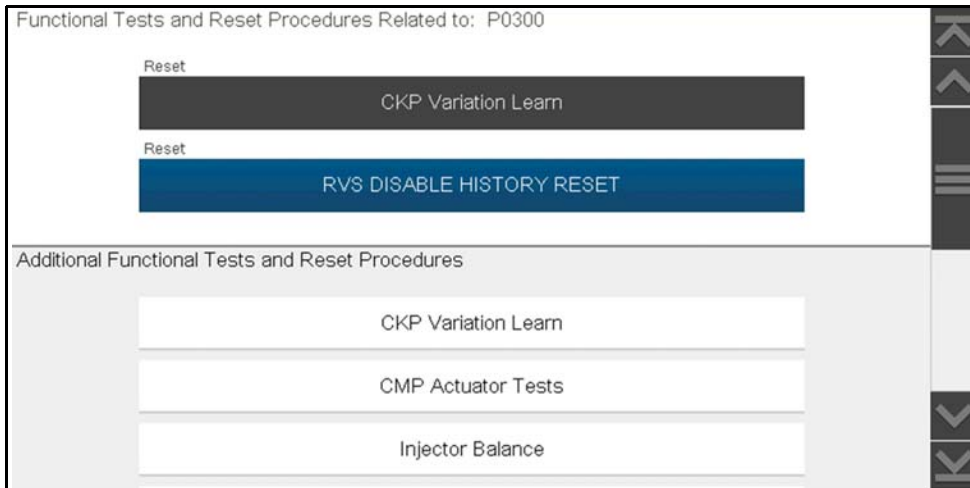 Functional Tests and Reset Procedures Related to: P0300
Reset
CKP Variation Learn
Reset
RVS DISABLE HISTORY RESET
Additional Functional Tests and Reset Procedures
CKP Variation Learn
CMP Actuator Tests
Injector Balance